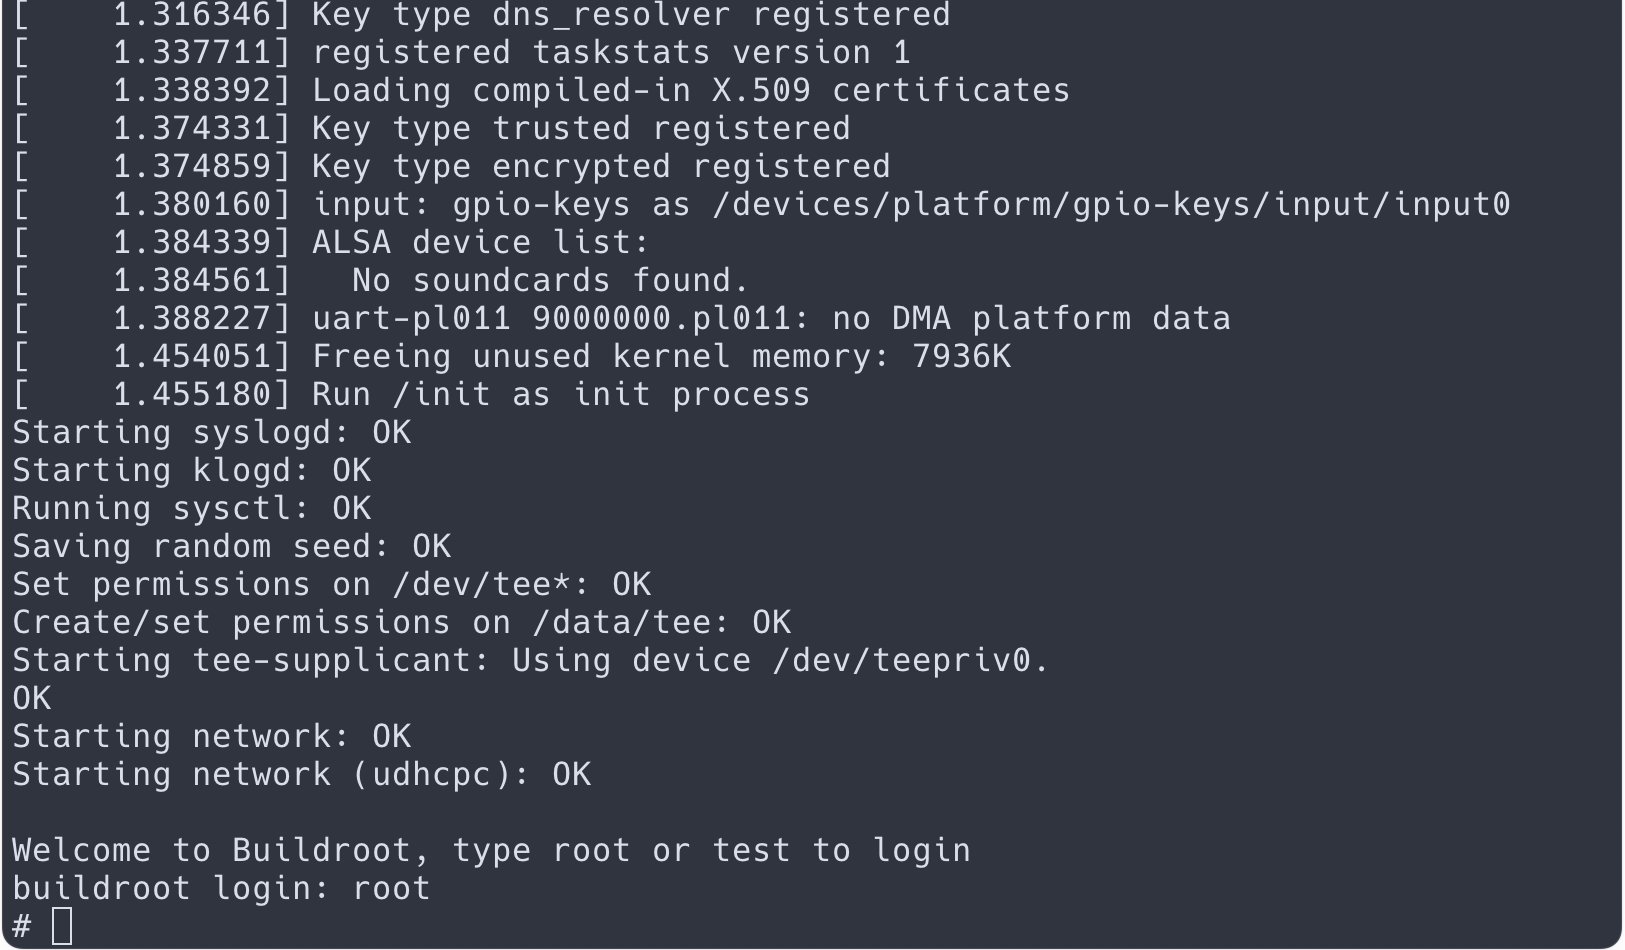 [    1.316346] Key type dns_resolver registered
[    1.337711] registered taskstats version 1
[    1.338392] Loading compiled-in X.509 certificates
[    1.374331] Key type trusted registered
[    1.374859] Key type encrypted registered
[    1.380160] input: gpio-keys as /devices/platform/gpio-keys/input/input0
[    1.384339] ALSA device list:
[    1.384561]   No soundcards found.
[    1.388227] uart-pl011 9000000.pl011: no DMA platform data
[    1.454051] Freeing unused kernel memory: 7936K
[    1.455180] Run /init as init process
Starting syslogd: OK
Starting klogd: OK
Running sysctl: OK
Saving random seed: OK
Set permissions on /dev/tee*: OK
Create/set permissions on /data/tee: OK
Starting tee-supplicant: Using device /dev/teepriv0.
OK
Starting network: OK
Starting network (udhcpc): OK

Welcome to Buildroot, type root or test to login
buildroot login: root
#